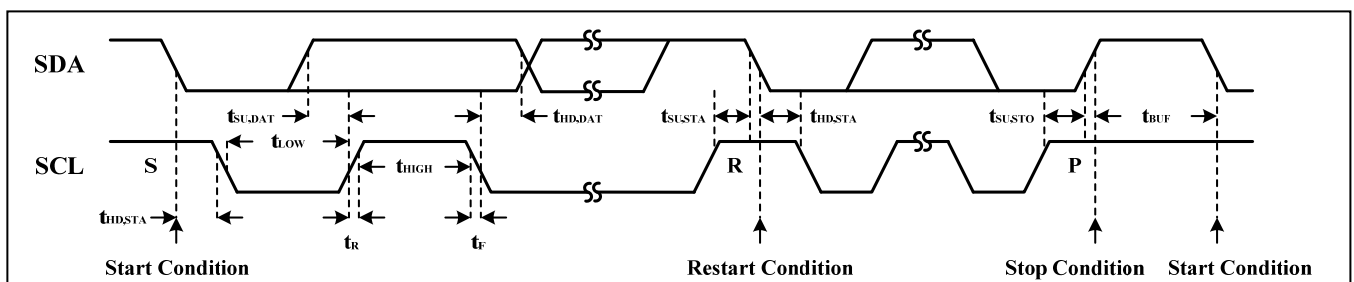 SDA
tSU,DAT
tHD,DAT
tSU,STA
tHD,STA
tSU,STO
tBUF
tLOW
SCL
S
tHIGH
R
P
tHD,STA
tR
tF
Start Condition
Restart Condition
Stop Condition
Start Condition